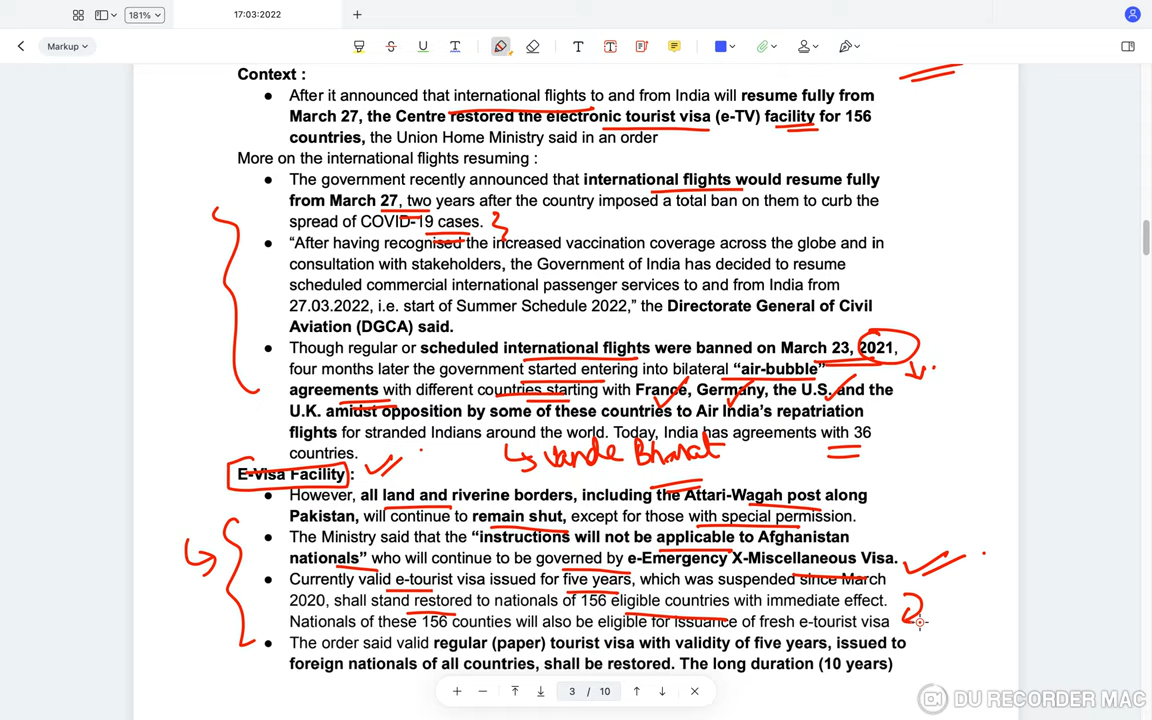 181%
17:03:2022
Markup
Context :
After it announced that international flights to and from India will resume fully from
March 27, the Centre restored the electronic tourist visa (e-TV) facility for 156
countries, the Union Home Ministry said in an order
More on the international flights resuming :
The government recently announced that international flights would resume fully
from March 27, two years after the country imposed a total ban on them to curb the
spread of COVID-19 cases.
“After having recognised the increased vaccination coverage across the globe and in
consultation with stakeholders, the Government of India has decided to resume
scheduled commercial international passenger services to and from India from
27.03.2022, i.e. start of Summer Schedule 2022,” the Directorate General of Civil
Aviation (DGCA) said.
Though regular or scheduled international flights were banned on March 23, 2021,
four months later the government started entering into bilateral “air-bubble”
agreements with different countries starting with France, Germany, the U.S. and the
U.K. amidst opposition by some of these countries to Air India’s repatriation
flights for stranded Indians around the world. Today, India has agreements with 36
countries.
Vande Bharat
E-Visa Facility :
However, all land and riverine borders, including the Attari-Wagah post along
Pakistan, will continue to remain shut, except for those with special permission.
The Ministry said that the “instructions will not be applicable to Afghanistan
nationals” who will continue to be governed by e-Emergency X-Miscellaneous Visa.
Currently valid e-tourist visa issued for five years, which was suspended since March
2020, shall stand restored to nationals of 156 eligible countries with immediate effect.
Nationals of these 156 counties will also be eligible for issuance of fresh e-tourist visa
The order said valid regular (paper) tourist visa with validity of five years, issued to
foreign nationals of all countries, shall be restored. The long duration (10 years)
3 / 10
DU RECORDER MAC